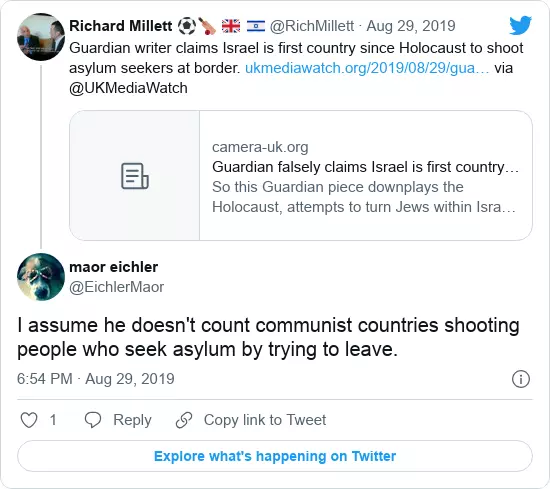 Richard Millett ⚽🏏 🇬🇧 🇮🇱 @RichMillett · Aug 29, 2019
Guardian writer claims Israel is first country since Holocaust to shoot
asylum seekers at border. ukmediawatch.org/2019/08/29/gua… via
@UKMediaWatch
camera-uk.org
Guardian falsely claims Israel is first country…
So this Guardian piece downplays the
Holocaust, attempts to turn Jews within Isra…
maor eichler
@EichlerMaor
I assume he doesn't count communist countries shooting
people who seek asylum by trying to leave.
6:54 PM · Aug 29, 2019
1 Reply Copy link to Tweet
Explore what's happening on Twitter